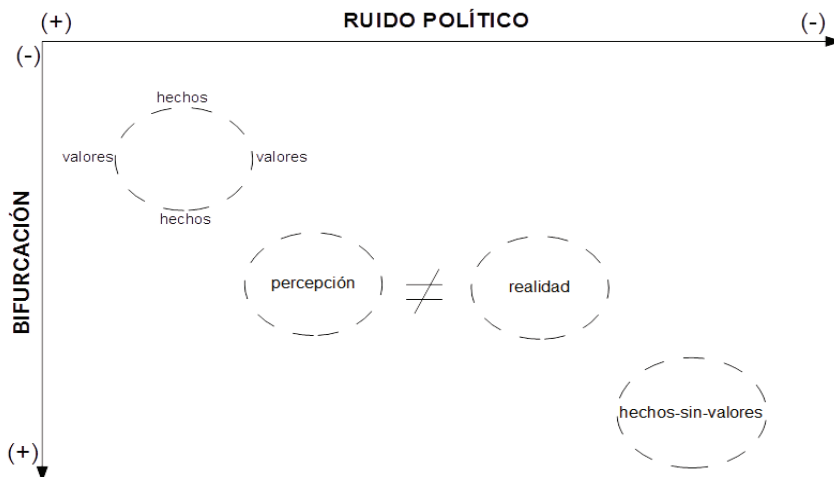 (+) RUIDO POLÍTICO (-)
(-)
hechos
valores valores
hechos
BIFURCACIÓN
percepción ≠ realidad
hechos-sin-valores
(+)